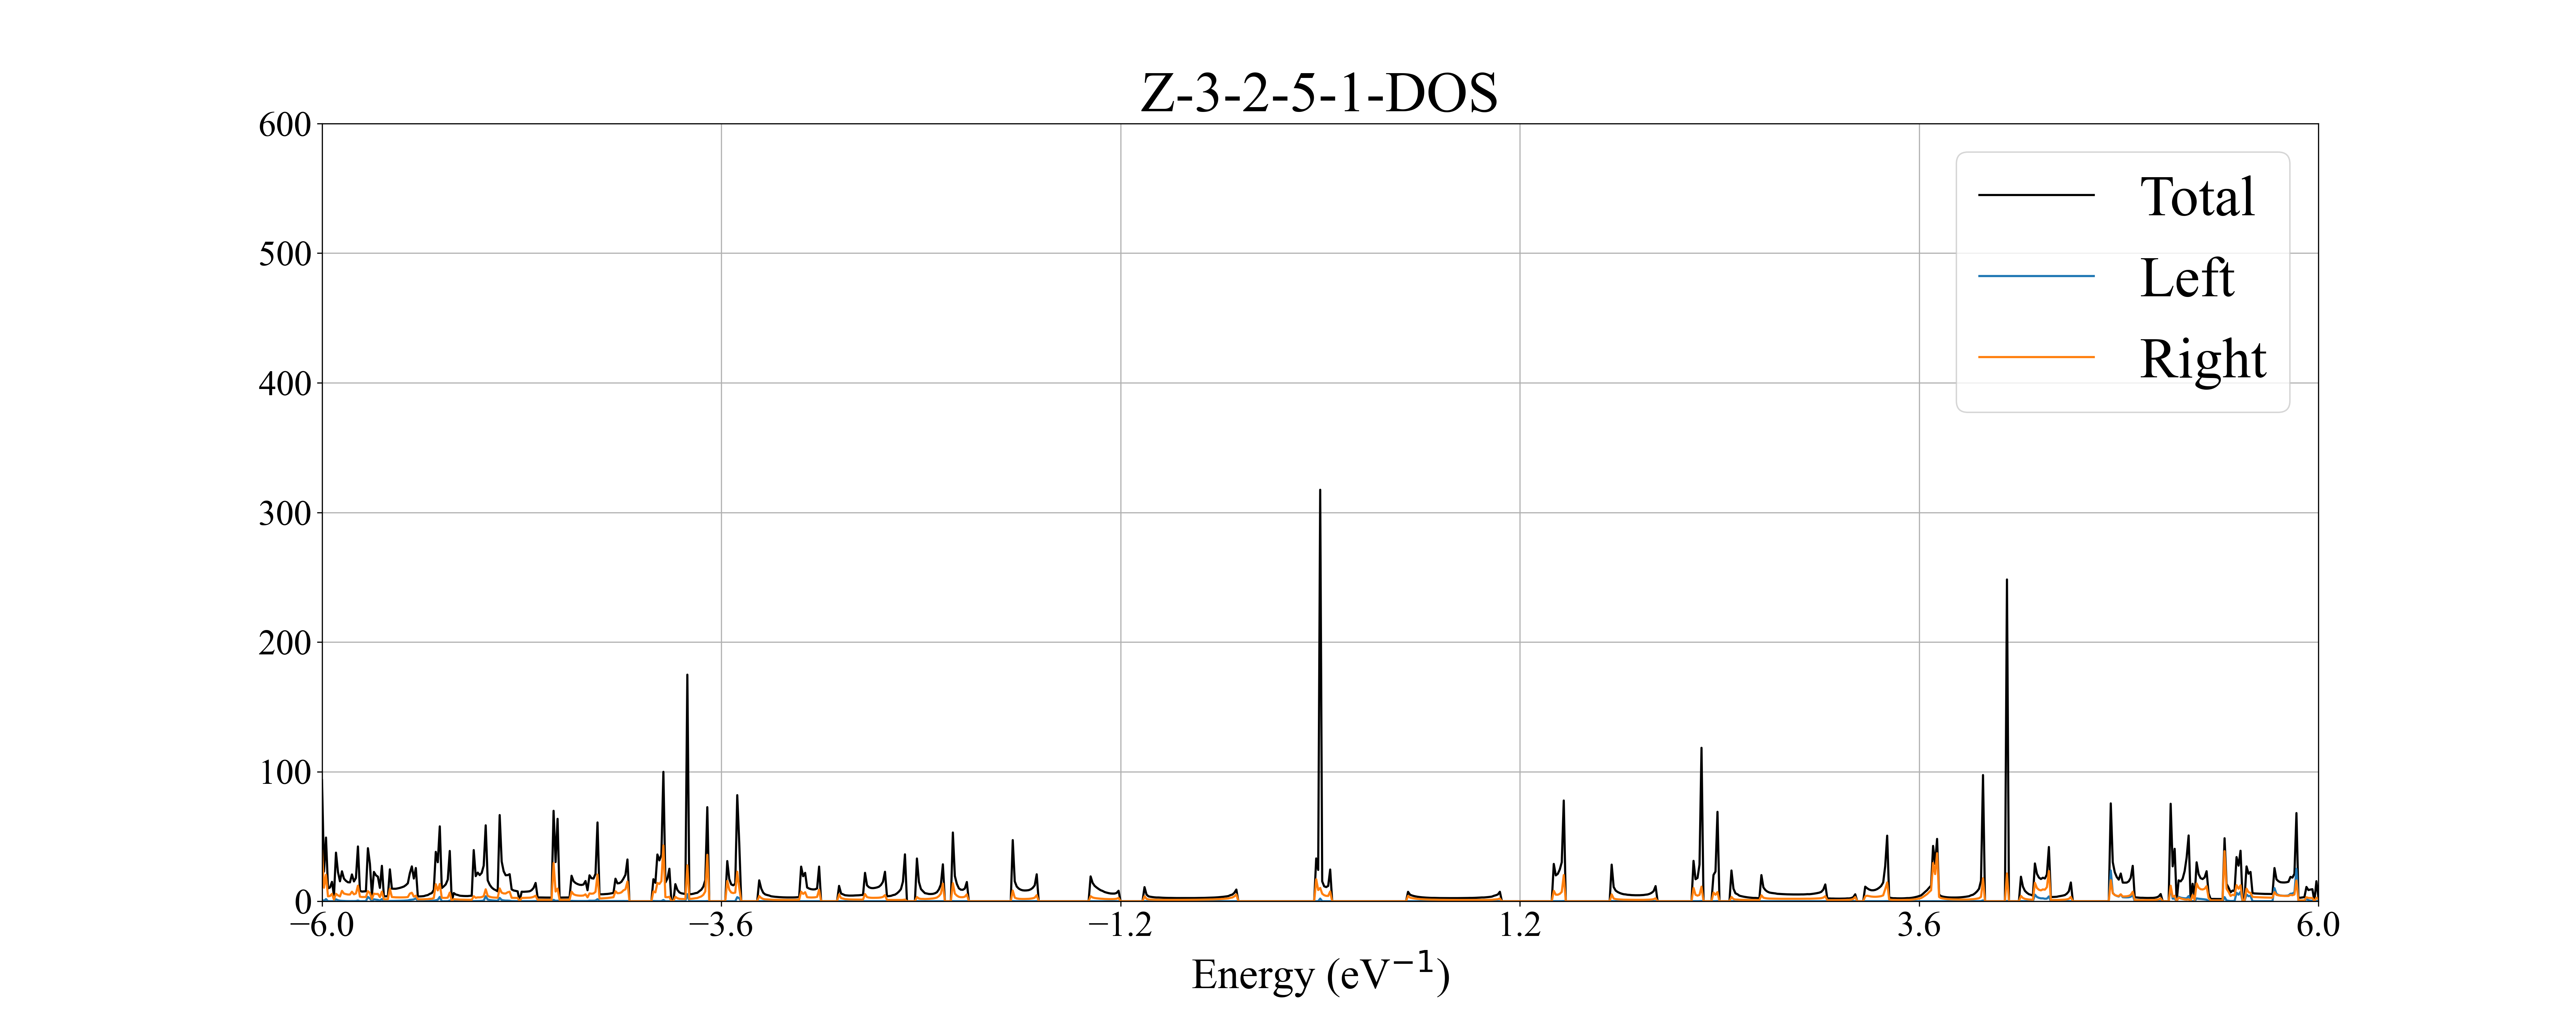 Z-3-2-5-1-DOS
600
500
400
300
200
100
0
Total
Left
Right
−6.0 −3.6 −1.2 1.2 3.6 6.0
Energy (eV⁻¹)